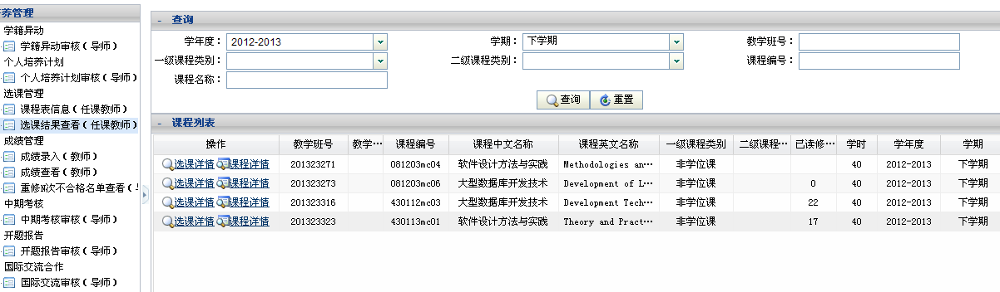 培养管理
学籍异动
学籍异动审核(导师)
个人培养计划
个人培养计划审核(导师)
选课管理
课程表信息(任课教师)
选课结果查看(任课教师)
成绩管理
成绩录入(教师)
成绩查看(教师)
重修N次不合格名单查看(
中期考核
中期考核审核(导师)
开题报告
开题报告审核(导师)
国际交流合作
国际交流审核(导师)
- 查询
学年度: 2012-2013 学期: 下学期 教学班号:
一级课程类别: 二级课程类别: 课程编号:
课程名称:
查询 重置
- 课程列表
操作 教学班号 教学… 课程编号 课程中文名称 课程英文名称 一级课程类别 二级课程… 已读修… 学时 学年度 学期
选课详情 课程详情 201323271 081203mc04 软件设计方法与实践 Methodologies an… 非学位课 40 2012-2013 下学期
选课详情 课程详情 201323273 081203mc06 大型数据库开发技术 Development of L… 非学位课 0 40 2012-2013 下学期
选课详情 课程详情 201323316 430112mc03 大型数据库开发技术 Development Tech… 非学位课 22 40 2012-2013 下学期
选课详情 课程详情 201323323 430113mc01 软件设计方法与实践 Theory and Pract… 非学位课 17 40 2012-2013 下学期